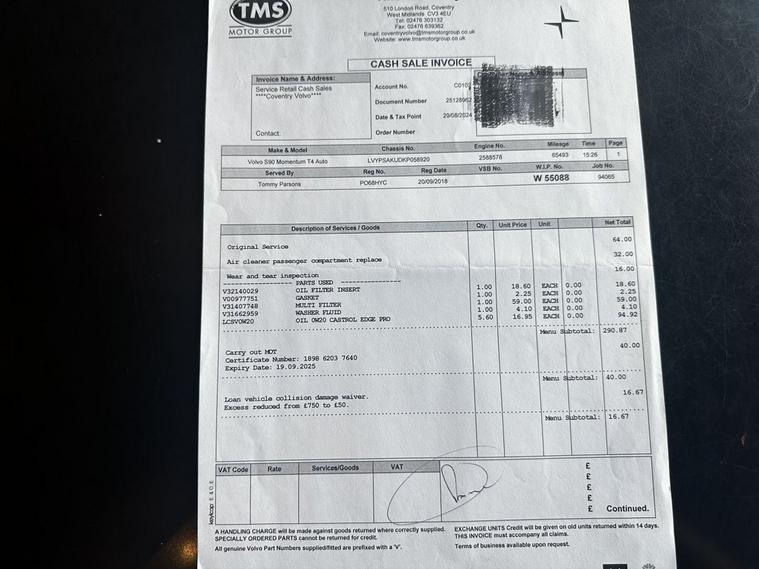 TMS
MOTOR GROUP
510 London Road, Coventry
West Midlands CV3 4EU
Tel: 02476 303132
Fax: 02476 639362
Email: coventryvolvo@tmsmotorgroup.co.uk
Website: www.tmsmotorgroup.co.uk
CASH SALE INVOICE
Invoice Name & Address:
Service Retail Cash Sales
****Coventry Volvo****
Contact:
Account No.
Document Number 25128962
Date & Tax Point 29/08/2024
Order Number
Make & Model Chassis No. Engine No. Mileage Time Page
Volvo S90 Momentum T4 Auto LVYPSAKUDKP058920 2588578 65493 15:26 1
Served By Reg No. Reg Date VSB No. W.I.P. No. Job No.
Tommy Parsons PO68HYC 20/09/2018 W 55088 94065
Description of Services / Goods Qty. Unit Price Unit Net Total
Original Service 64.00
Air cleaner passenger compartment replace 32.00
Wear and tear inspection 16.00
------------------ PARTS USED ----------------
V32140029 OIL FILTER INSERT 1.00 18.60 EACH 0.00 18.60
V00977751 GASKET 1.00 2.25 EACH 0.00 2.25
V31407748 MULTI FILTER 1.00 59.00 EACH 0.00 59.00
V31662959 WASHER FLUID 1.00 4.10 EACH 0.00 4.10
LCSV0W20 OIL 0W20 CASTROL EDGE PRO 5.60 16.95 EACH 0.00 94.92
Menu Subtotal: 290.87
Carry out MOT 40.00
Certificate Number: 1898 6203 7640
Expiry Date: 19.09.2025
Menu Subtotal: 40.00
Loan vehicle collision damage waiver. 16.67
Excess reduced from £750 to £50.
Menu Subtotal: 16.67
VAT Code Rate Services/Goods VAT
£
£
£
£
£ Continued.
A HANDLING CHARGE will be made against goods returned where correctly supplied.
SPECIALLY ORDERED PARTS cannot be returned for credit.
All genuine Volvo Part Numbers supplied/fitted are prefixed with a 'V'.
EXCHANGE UNITS Credit will be given on old units returned within 14 days.
THIS INVOICE must accompany all claims.
Terms of business available upon request.